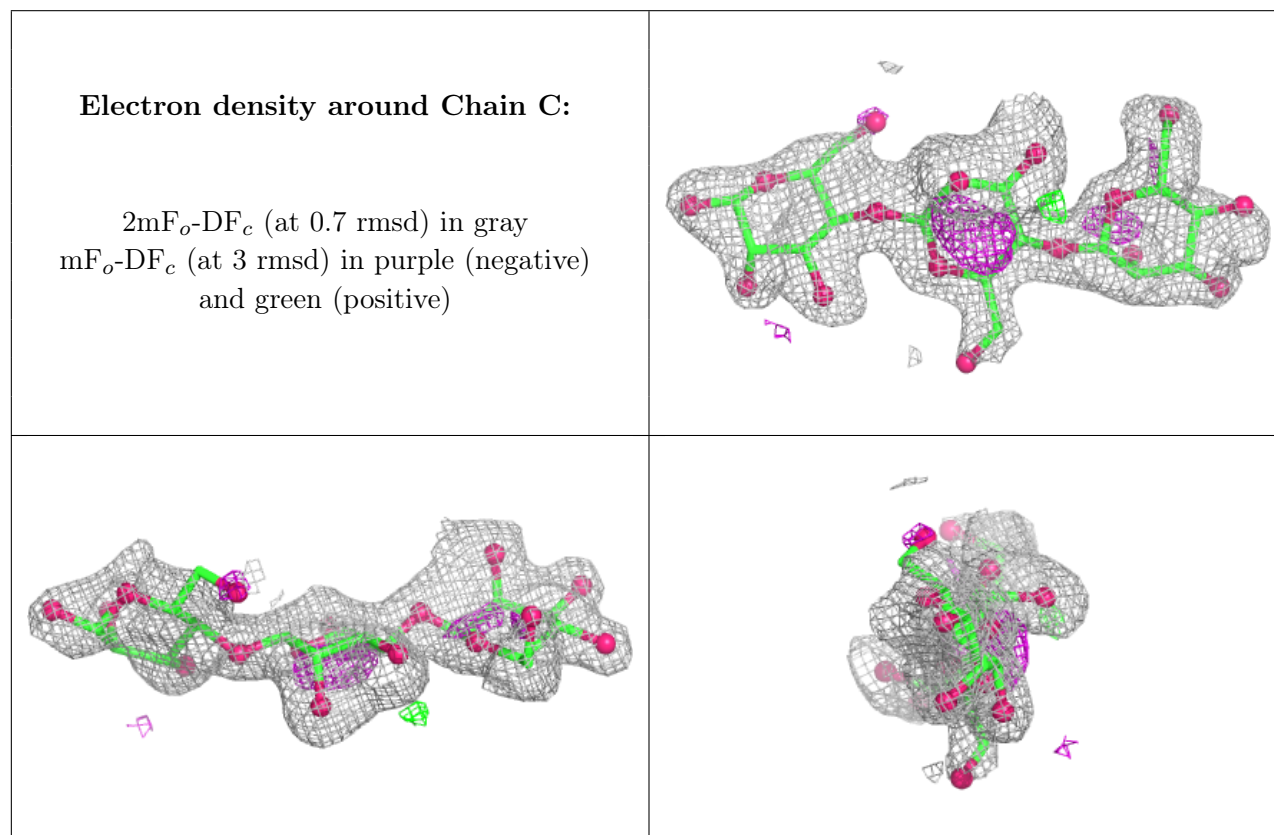 Electron density around Chain C:
2mFo-DFc (at 0.7 rmsd) in gray
mFo-DFc (at 3 rmsd) in purple (negative)
and green (positive)